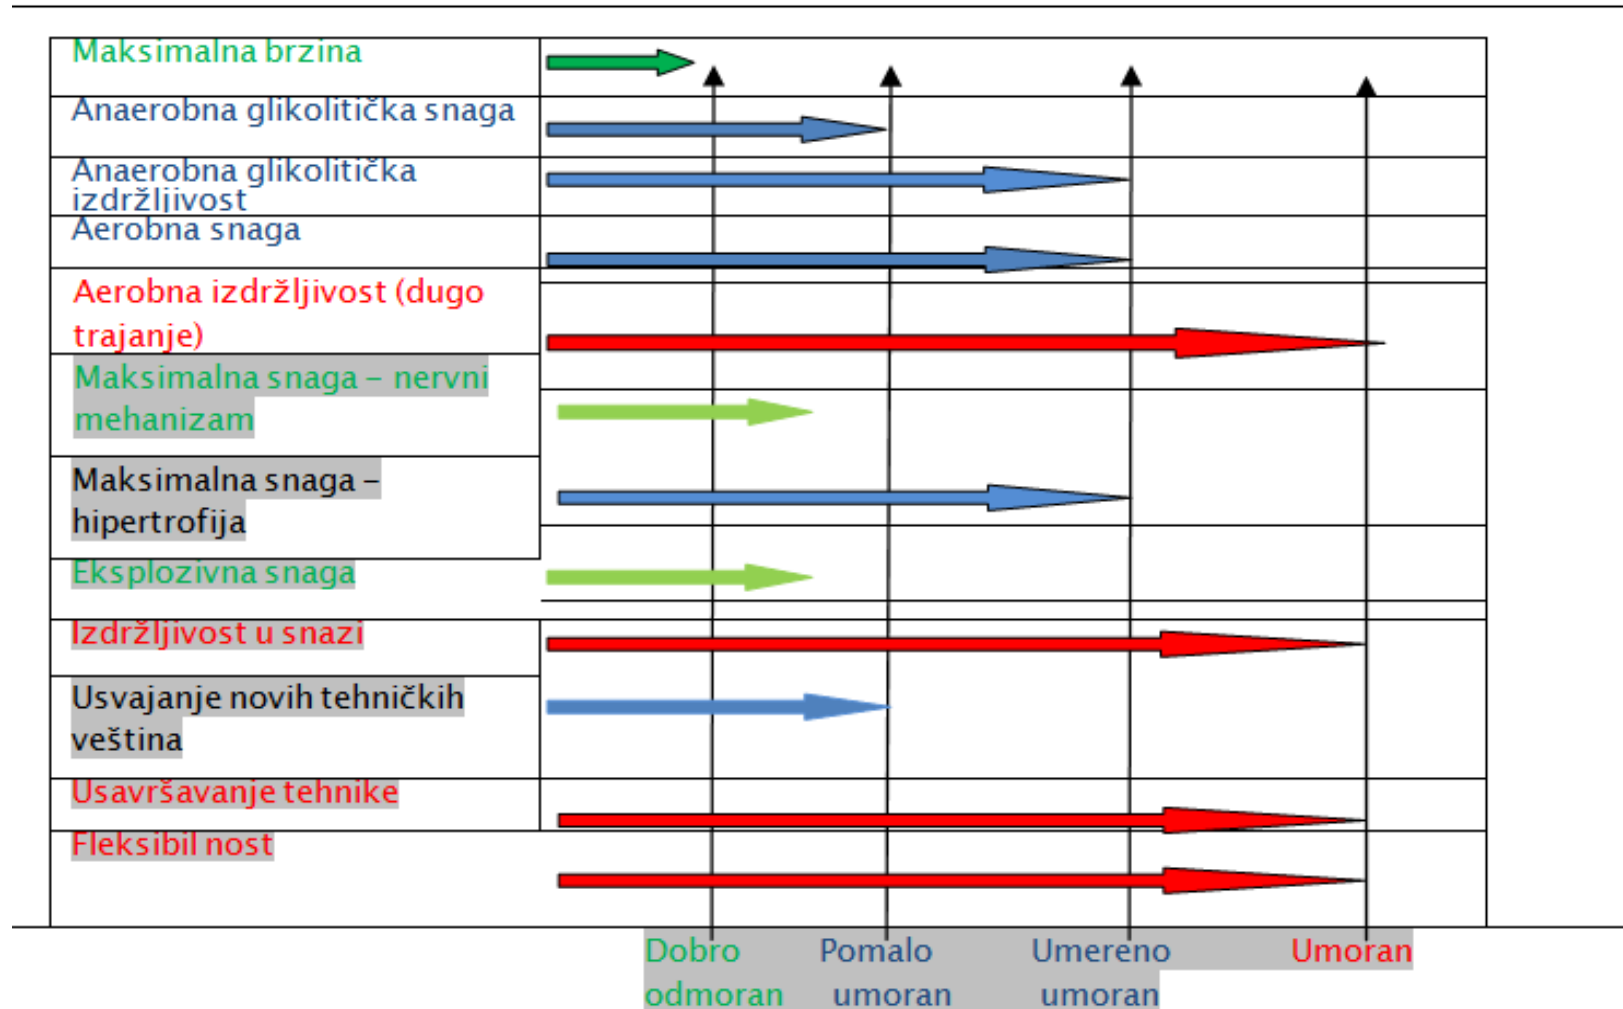 Maksimalna brzina
Anaerobna glikolitička snaga
Anaerobna glikolitička
izdržljivost
Aerobna snaga
Aerobna izdržljivost (dugo
trajanje)
Maksimalna snaga – nervni
mehanizam
Maksimalna snaga –
hipertrofija
Eksplozivna snaga
Izdržljivost u snazi
Usvajanje novih tehničkih
veština
Usavršavanje tehnike
Fleksibil nost
Dobro Pomalo Umereno Umoran
odmoran umoran umoran